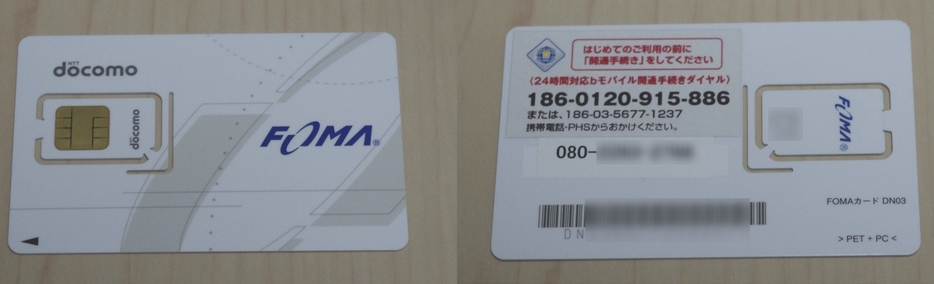 NTT
döcomo
döcomo
FOMA®
はじめてのご利用の前に
「開通手続き」をしてください
〈24時間対応bモバイル開通手続きダイヤル〉
186-0120-915-886
または、186-03-5677-1237
携帯電話・PHSからおかけください。
080-
FOMA®
FOMAカード DN03
DN
> PET + PC <